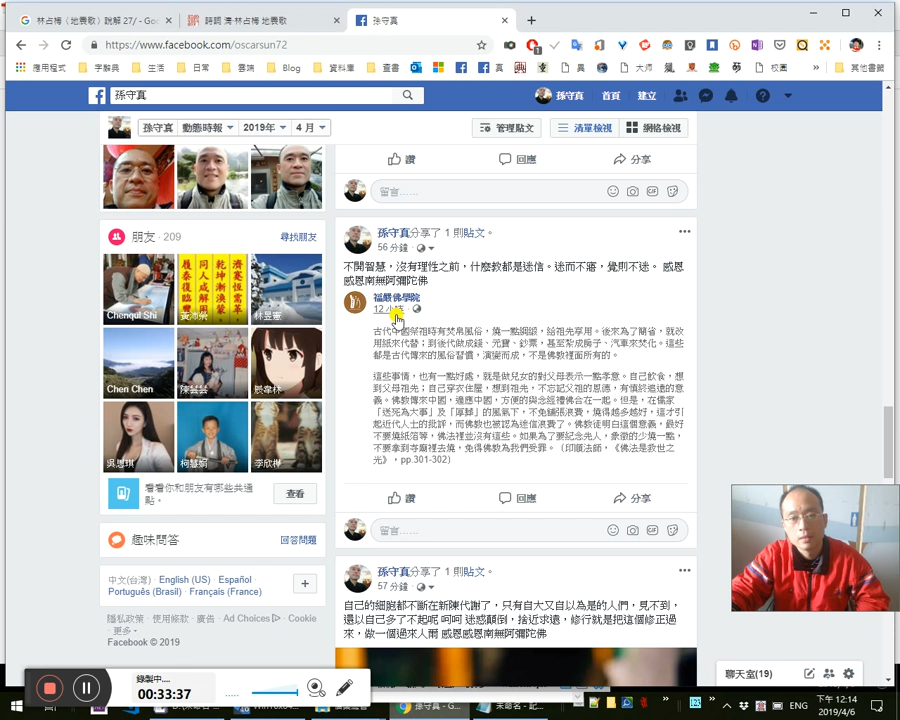 林占梅（地震歌）說解 27/ - Goo
詩詞 清·林占梅 地震歌
孫守真
https://www.facebook.com/oscarsun72
應用程式
字辭典
生活
日常
雲端
Blog
資料庫
查書
真
異
大师
校園
其他書籤
孫守真
孫守真
首頁
建立
孫守真
動態時報
2019年
4 月
管理貼文
清單檢視
網格檢視
讚
回應
分享
留言......
朋友 · 209
尋找朋友
Chengui Shi
黃沛榮
林昱憲
Chen Chen
陳雲雲
吳思琪
柯慧娟
李欣樺
看看你和朋友有哪些共通
點。
查看
趣味問答
回答問題
中文(台灣) · English (US) · Español ·
Português (Brasil) · Français (France)
隱私政策 · 使用條款 · 廣告 · Ad Choices · Cookie ·
更多
Facebook © 2019
孫守真分享了 1 則貼文。
56 分鐘 ·
不開智慧，沒有理性之前，什麼教都是迷信。迷而不覺，覺則不迷。 感恩
感恩南無阿彌陀佛
福嚴佛學院
12 小時 ·
古代中國祭祖時有焚帛風俗，燒一點綢緞，給祖先享用。後來為了簡省，就改
用紙來代替；到後代做成錢、元寶、鈔票，甚至紮成房子、汽車來焚化。這些
都是古代傳來的風俗習慣，演變而成，不是佛教裡面所有的。
這些事情，也有一點好處，就是做兒女的對父母表示一點孝意。自己飲食，想
到父母祖先；自己穿衣住屋，想到祖先，不忘記父祖的恩德，有慎終追遠的意
義。佛教傳來中國，適應中國，方便的與念經禮佛合在一起。但是，在儒家
「送死為大事」及「厚歸」的風氣下，不免鋪張浪費，燒得越多越好，這才引
起近代人士的批評，而佛教也被認為迷信浪費了。佛教徒明白這個意義，最好
不要燒紙箔等，佛法裡並沒有這些。如果為了要紀念先人，象徵的少燒一點，
不要拿到寺廟裡去燒，免得佛教為我們受罪。（印順法師，《佛法是救世之
光》，pp.301-302）
讚
回應
分享
留言......
孫守真分享了 1 則貼文。
57 分鐘 ·
自己的細胞都不斷在新陳代謝了，只有自大又自以為是的人們，見不到，
還以自己多了不起呢 呵呵 迷惑顛倒，捨近求遠，修行就是把這個修正過
來，做一個過來人爾 感恩感恩南無阿彌陀佛
聊天室(19)
錄製中....
00:33:37
孫守真 - G...
未命名 - 記...
下午 12:14
2019/4/6